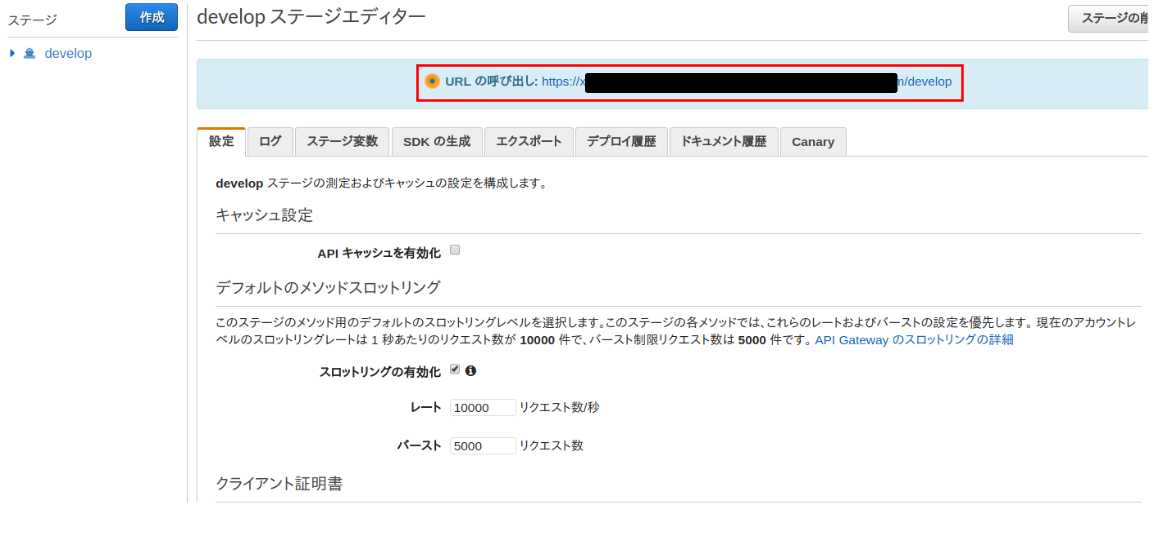 ステージ
作成
develop
develop ステージエディター
ステージの削
URL の呼び出し: https://x m/develop
設定 ログ ステージ変数 SDK の生成 エクスポート デプロイ履歴 ドキュメント履歴 Canary
develop ステージの測定およびキャッシュの設定を構成します。
キャッシュ設定
API キャッシュを有効化
デフォルトのメソッドスロットリング
このステージのメソッド用のデフォルトのスロットリングレベルを選択します。このステージの各メソッドでは、これらのレートおよびバーストの設定を優先します。 現在のアカウントレ
ベルのスロットリングレートは 1 秒あたりのリクエスト数が 10000 件で、バースト制限リクエスト数は 5000 件です。 API Gateway のスロットリングの詳細
スロットリングの有効化
レート 10000 リクエスト数/秒
バースト 5000 リクエスト数
クライアント証明書